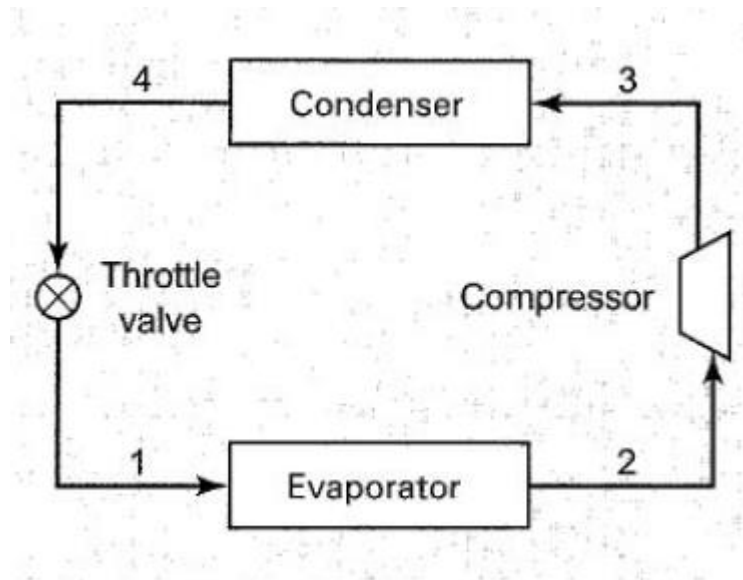 4
Condenser
3
Throttle
valve
Compressor
1
Evaporator
2